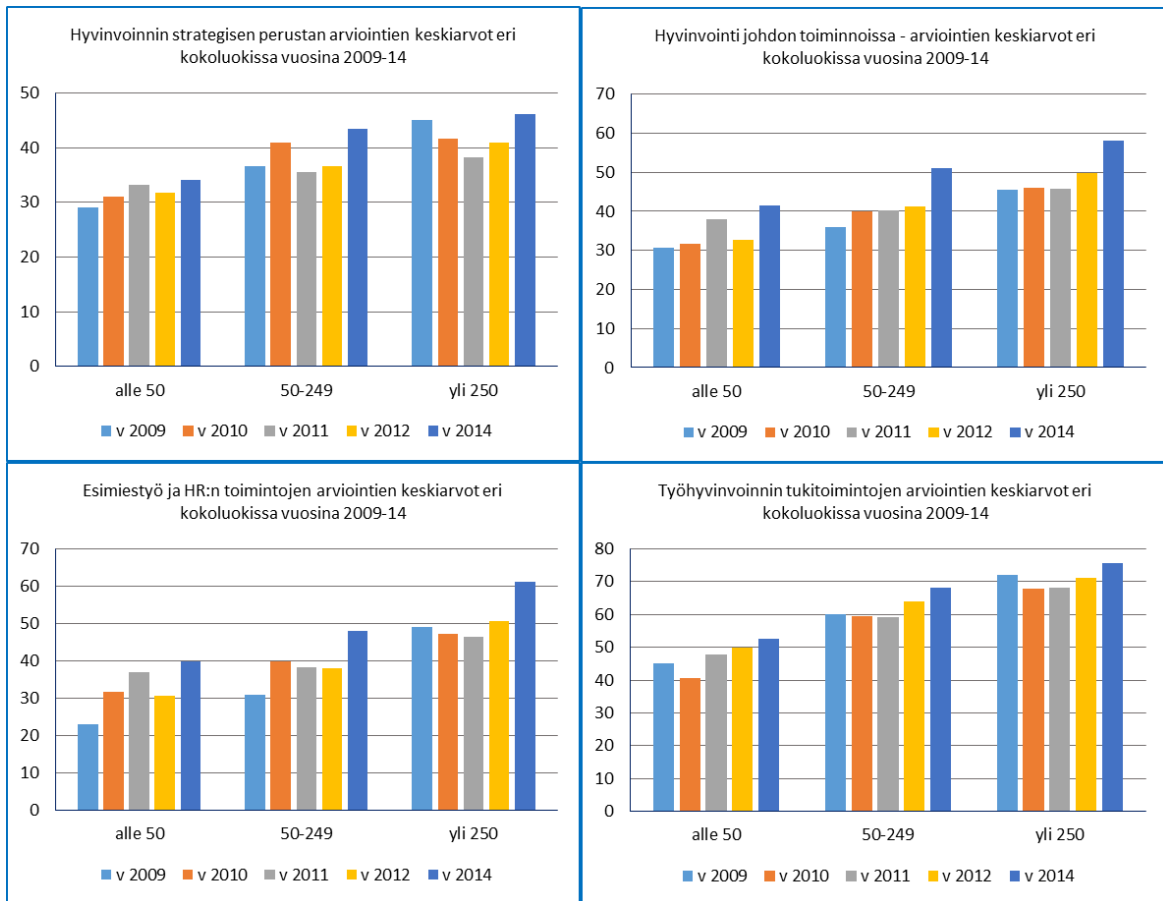 Hyvinvoinnin strategisen perustan arviointien keskiarvot eri
kokoluokissa vuosina 2009-14
50
40
30
20
10
0
alle 50
50-249
yli 250
v 2009
v 2010
v 2011
v 2012
v 2014
Hyvinvointi johdon toiminnoissa - arviointien keskiarvot eri
kokoluokissa vuosina 2009-14
70
60
50
40
30
20
10
0
alle 50
50-249
yli 250
v 2009
v 2010
v 2011
v 2012
v 2014
Esimiestyö ja HR:n toimintojen arviointien keskiarvot eri
kokoluokissa vuosina 2009-14
70
60
50
40
30
20
10
0
alle 50
50-249
yli 250
v 2009
v 2010
v 2011
v 2012
v 2014
Työhyvinvoinnin tukitoimintojen arviointien keskiarvot eri
kokoluokissa vuosina 2009-14
80
70
60
50
40
30
20
10
0
alle 50
50-249
yli 250
v 2009
v 2010
v 2011
v 2012
v 2014